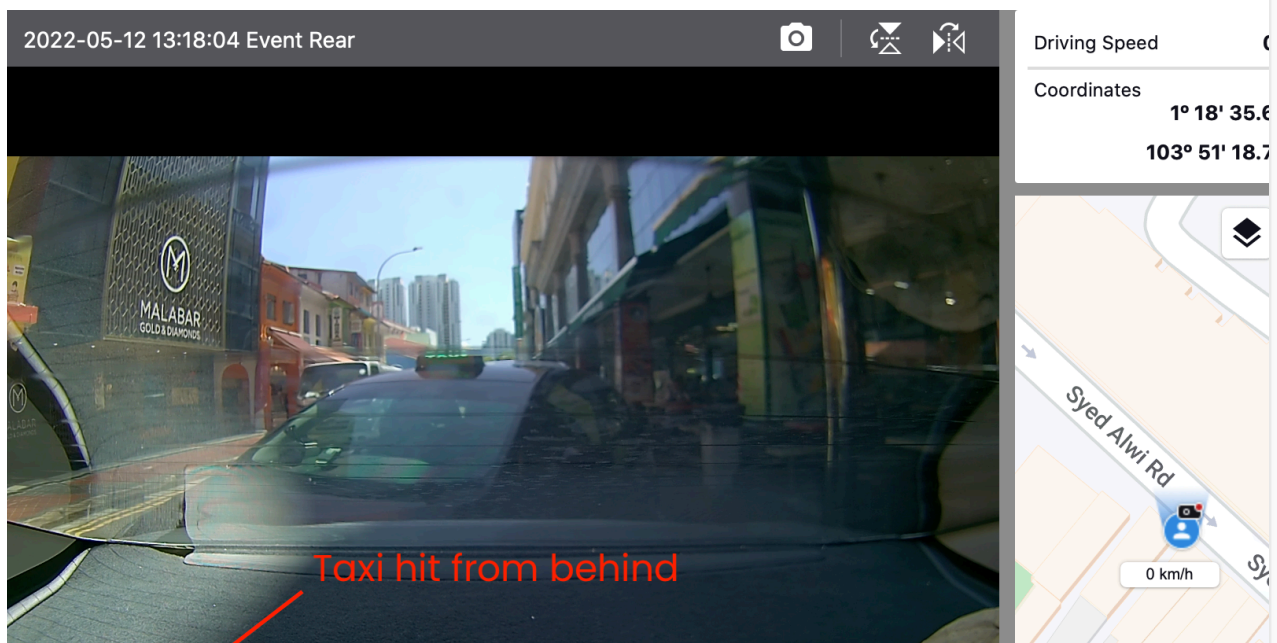 2022-05-12 13:18:04 Event Rear
Driving Speed
Coordinates
1º 18' 35.6
103º 51' 18.7
M
MALABAR
GOLD & DIAMONDS
M
Taxi hit from behind
Syed Alwi Rd
0 km/h
Sy